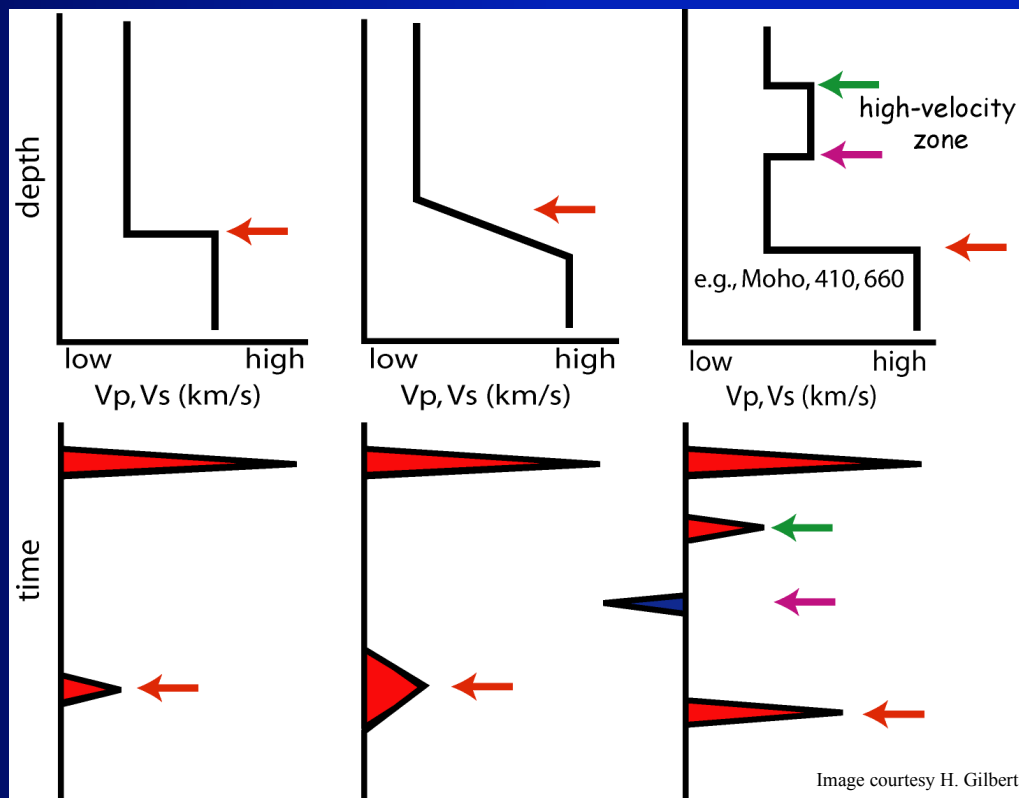 depth
high-velocity
zone
e.g., Moho, 410, 660
low high
Vp, Vs (km/s)
low high
Vp, Vs (km/s)
low high
Vp, Vs (km/s)
time
Image courtesy H. Gilbert